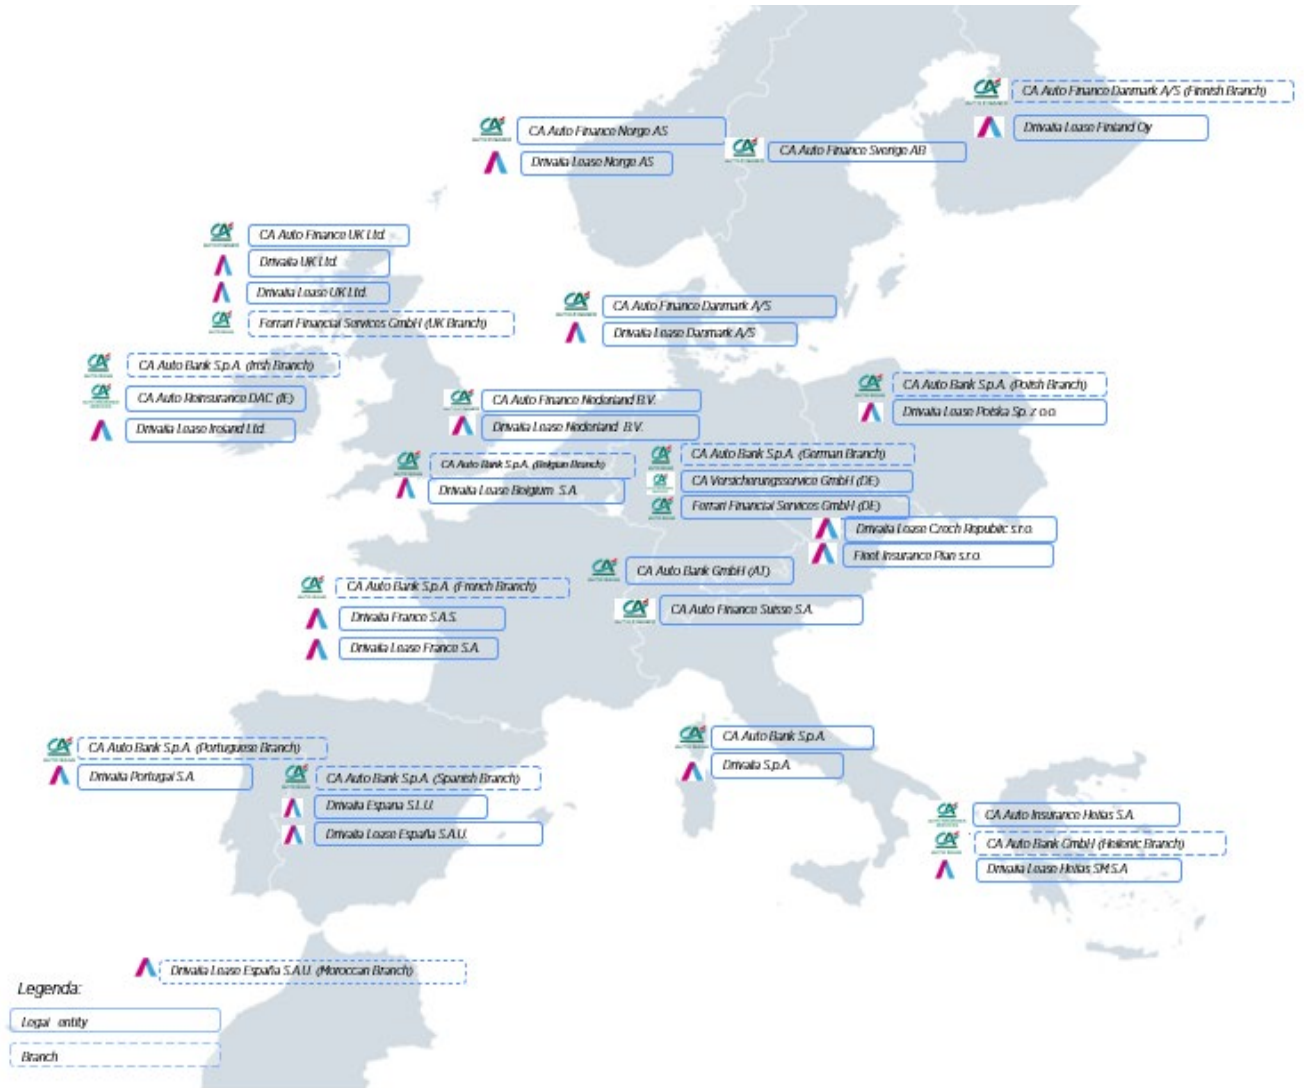 CA Auto Finance Danmark A/S (Finnish Branch)
Drivalia Lease Finland Oy
CA Auto Finance Norge AS
Drivalia Lease Norge AS
CA Auto Finance Sverige AB
CA Auto Finance UK Ltd.
Drivalia UK Ltd.
Drivalia Lease UK Ltd.
Ferrari Financial Services GmbH (UK Branch)
CA Auto Finance Danmark A/S
Drivalia Lease Danmark A/S
CA Auto Bank S.p.A. (Irish Branch)
CA Auto Reinsurance DAC (IE)
Drivalia Lease Ireland Ltd.
CA Auto Finance Nederland B.V.
Drivalia Lease Nederland B.V.
CA Auto Bank S.p.A. (Polish Branch)
Drivalia Lease Polska Sp. z o.o.
CA Auto Bank S.p.A. (Belgian Branch)
Drivalia Lease Belgium S.A.
CA Auto Bank S.p.A. (German Branch)
CA Versicherungsservice GmbH (DE)
Ferrari Financial Services GmbH (DE)
Drivalia Lease Czech Republic s.r.o.
Fleet Insurance Plan s.r.o.
CA Auto Bank GmbH (AT)
CA Auto Finance Suisse S.A.
CA Auto Bank S.p.A. (French Branch)
Drivalia France S.A.S.
Drivalia Lease France S.A.
CA Auto Bank S.p.A. (Portuguese Branch)
Drivalia Portugal S.A.
CA Auto Bank S.p.A. (Spanish Branch)
Drivalia Espana S.L.U.
Drivalia Lease España S.A.U.
CA Auto Bank S.p.A.
Drivalia S.p.A.
CA Auto Insurance Hellas S.A.
CA Auto Bank GmbH (Hellenic Branch)
Drivalia Lease Hellas SM S.A
Drivalia Lease España S.A.U. (Moroccan Branch)
Legenda:
Legal entity
Branch